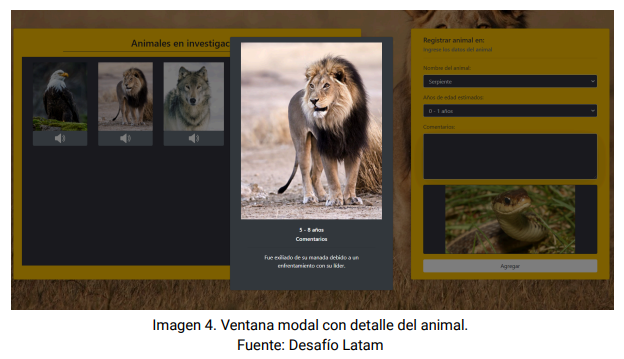 Animales en investigac
5 - 8 años
Comentarios
Fue exiliado de su manada debido a un
enfrentamiento con su líder.
Registrar animal en:
Ingrese los datos del animal
Nombre del animal:
Serpiente
Años de edad estimados:
0 - 1 años
Comentarios
Agregar
Imagen 4. Ventana modal con detalle del animal.
Fuente: Desafío Latam